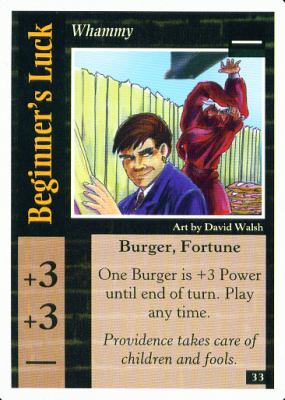 Beginner's Luck
Whammy
Art by David Walsh
+3
+3
Burger, Fortune
One Burger is +3 Power
until end of turn. Play
any time.
Providence takes care of
children and fools.
33